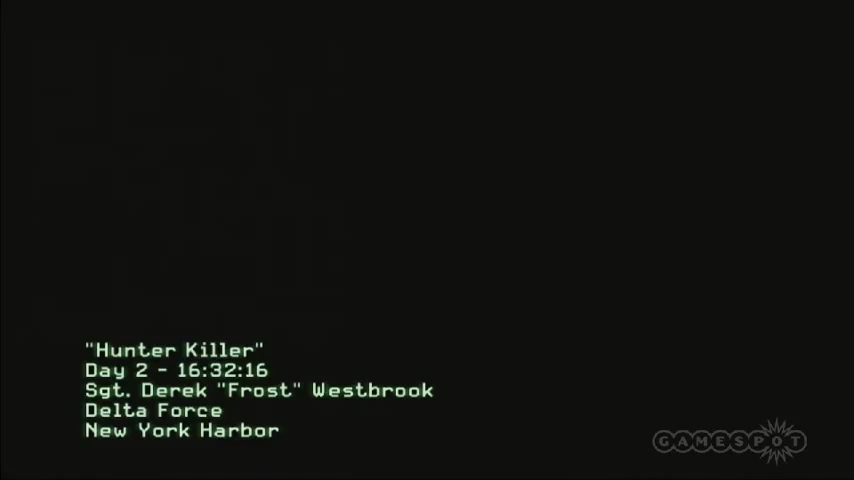 "Hunter Killer"
Day 2 - 16:32:16
Sgt. Derek "Frost" Westbrook
Delta Force
New York Harbor
GAMESPOT